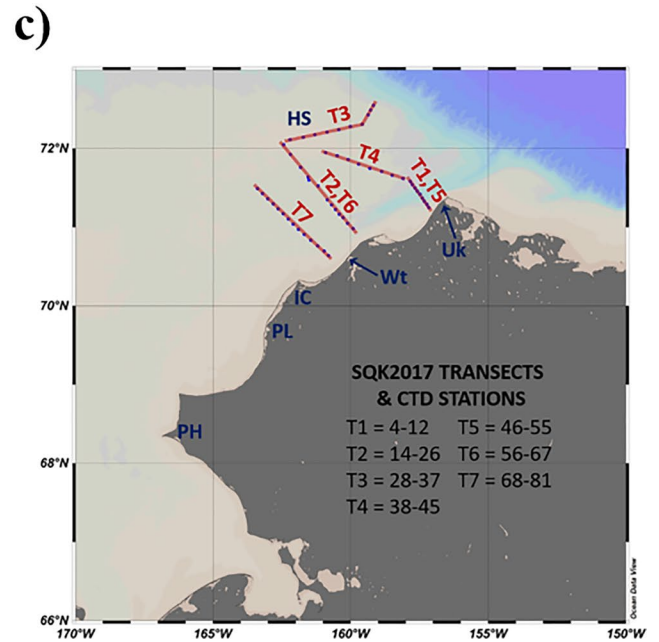 c)
HS
T3
72°N
T4
T1,T5
T2,T6
T7
Uk
Wt
70°N
IC
PL
SQK2017 TRANSECTS
& CTD STATIONS
T1 = 4-12 T5 = 46-55
PH
T2 = 14-26 T6 = 56-67
68°N
T3 = 28-37 T7 = 68-81
T4 = 38-45
Ocean Data View
66°N
170°W 165°W 160°W 155°W 150°W